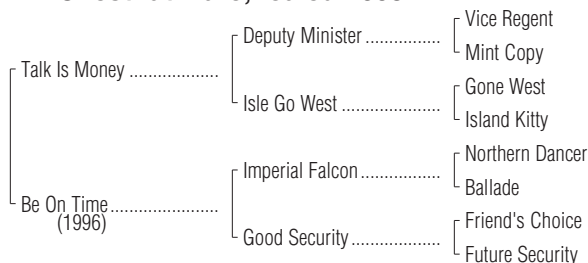 Vice Regent
Deputy Minister ....................
Mint Copy
Talk Is Money ........................
Gone West
Isle Go West ..........................
Island Kitty
Northern Dancer
Imperial Falcon .....................
Ballade
Be On Time .............................
(1996)
Friend's Choice
Good Security ........................
Future Security